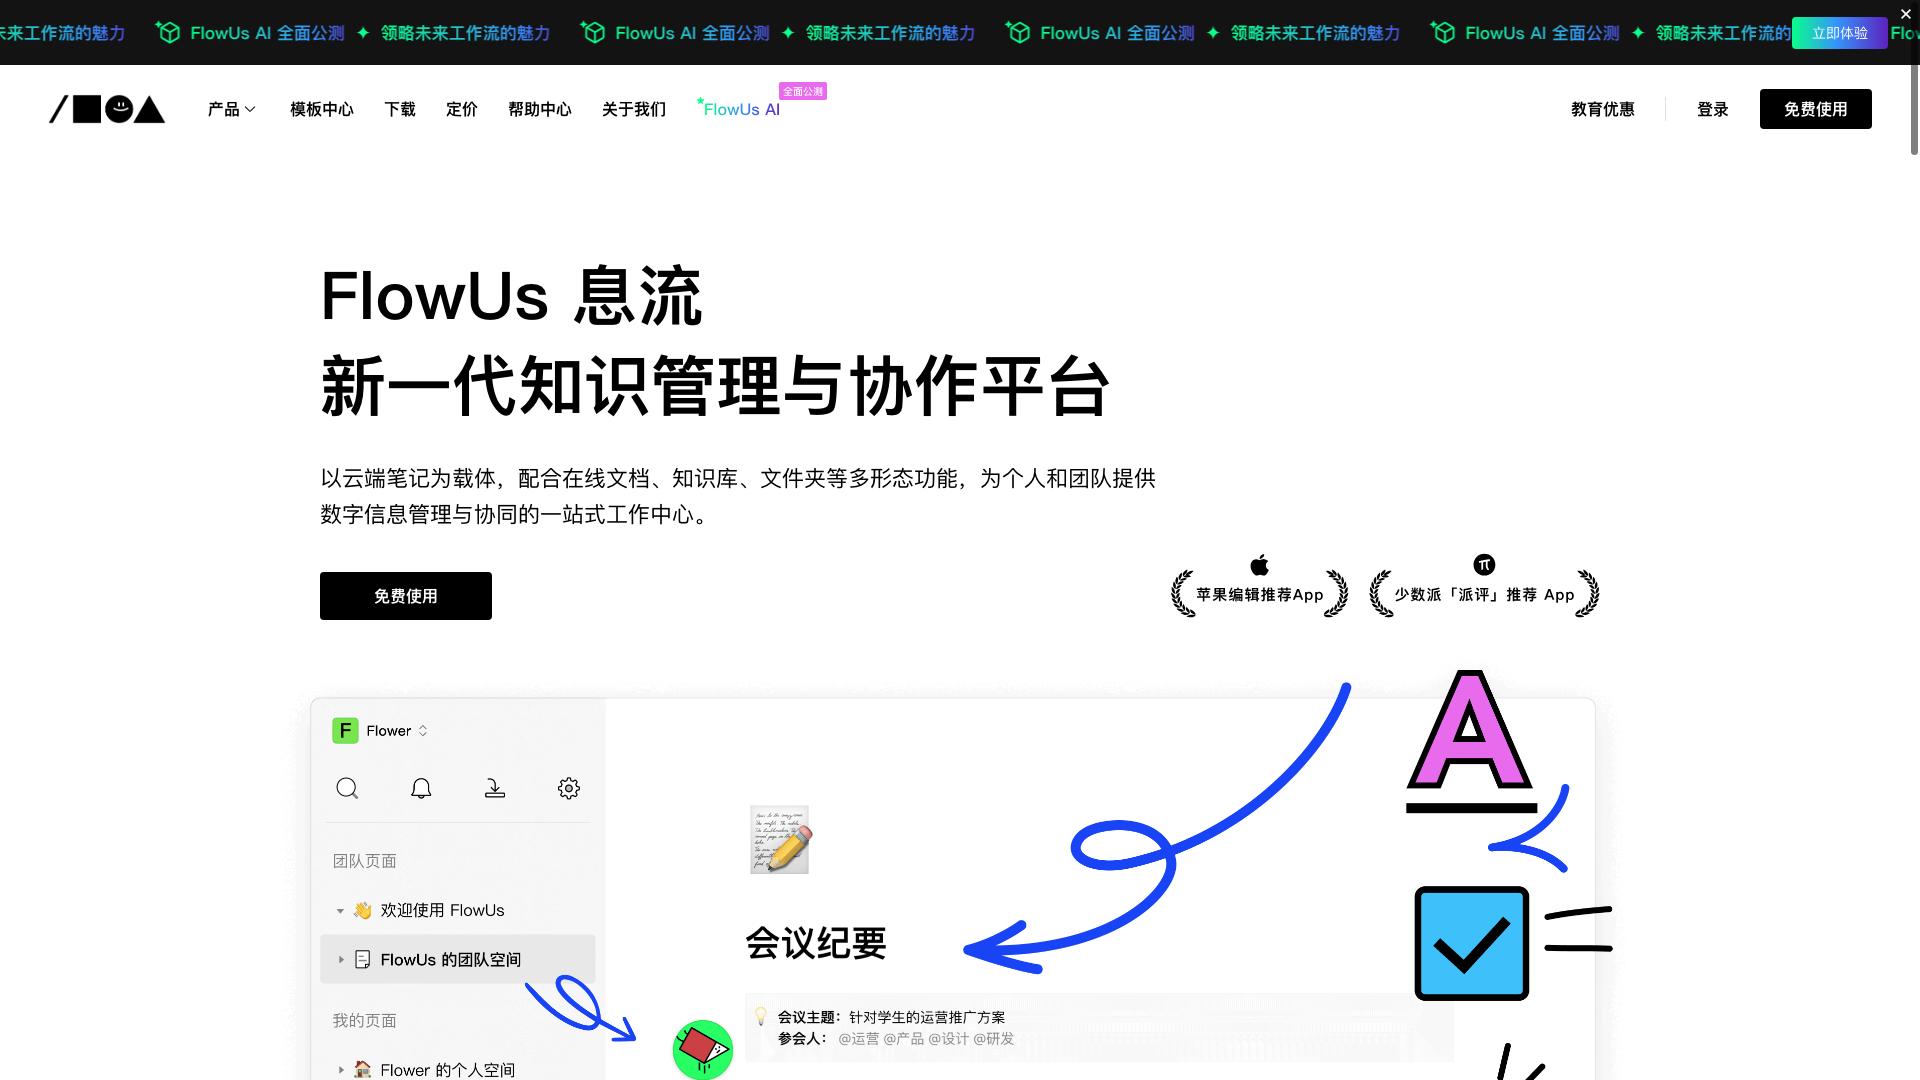 未来工作流的魅力 FlowUs AI 全面公测 ✦ 领略未来工作流的魅力 FlowUs AI 全面公测 ✦ 领略未来工作流的魅力 FlowUs AI 全面公测 ✦ 领略未来工作流的魅力 FlowUs AI 全面公测 ✦ 领略未来工作流的 立即体验 Flow
产品 模板中心 下载 定价 帮助中心 关于我们 FlowUs AI 全面公测 教育优惠 登录 免费使用
FlowUs 息流
新一代知识管理与协作平台
以云端笔记为载体，配合在线文档、知识库、文件夹等多形态功能，为个人和团队提供
数字信息管理与协同的一站式工作中心。
免费使用
苹果编辑推荐App
少数派「派评」推荐 App
F Flower
团队页面
欢迎使用 FlowUs
FlowUs 的团队空间
我的页面
Flower 的个人空间
A
会议纪要
会议主题：针对学生的运营推广方案
参会人： @运营 @产品 @设计 @研发